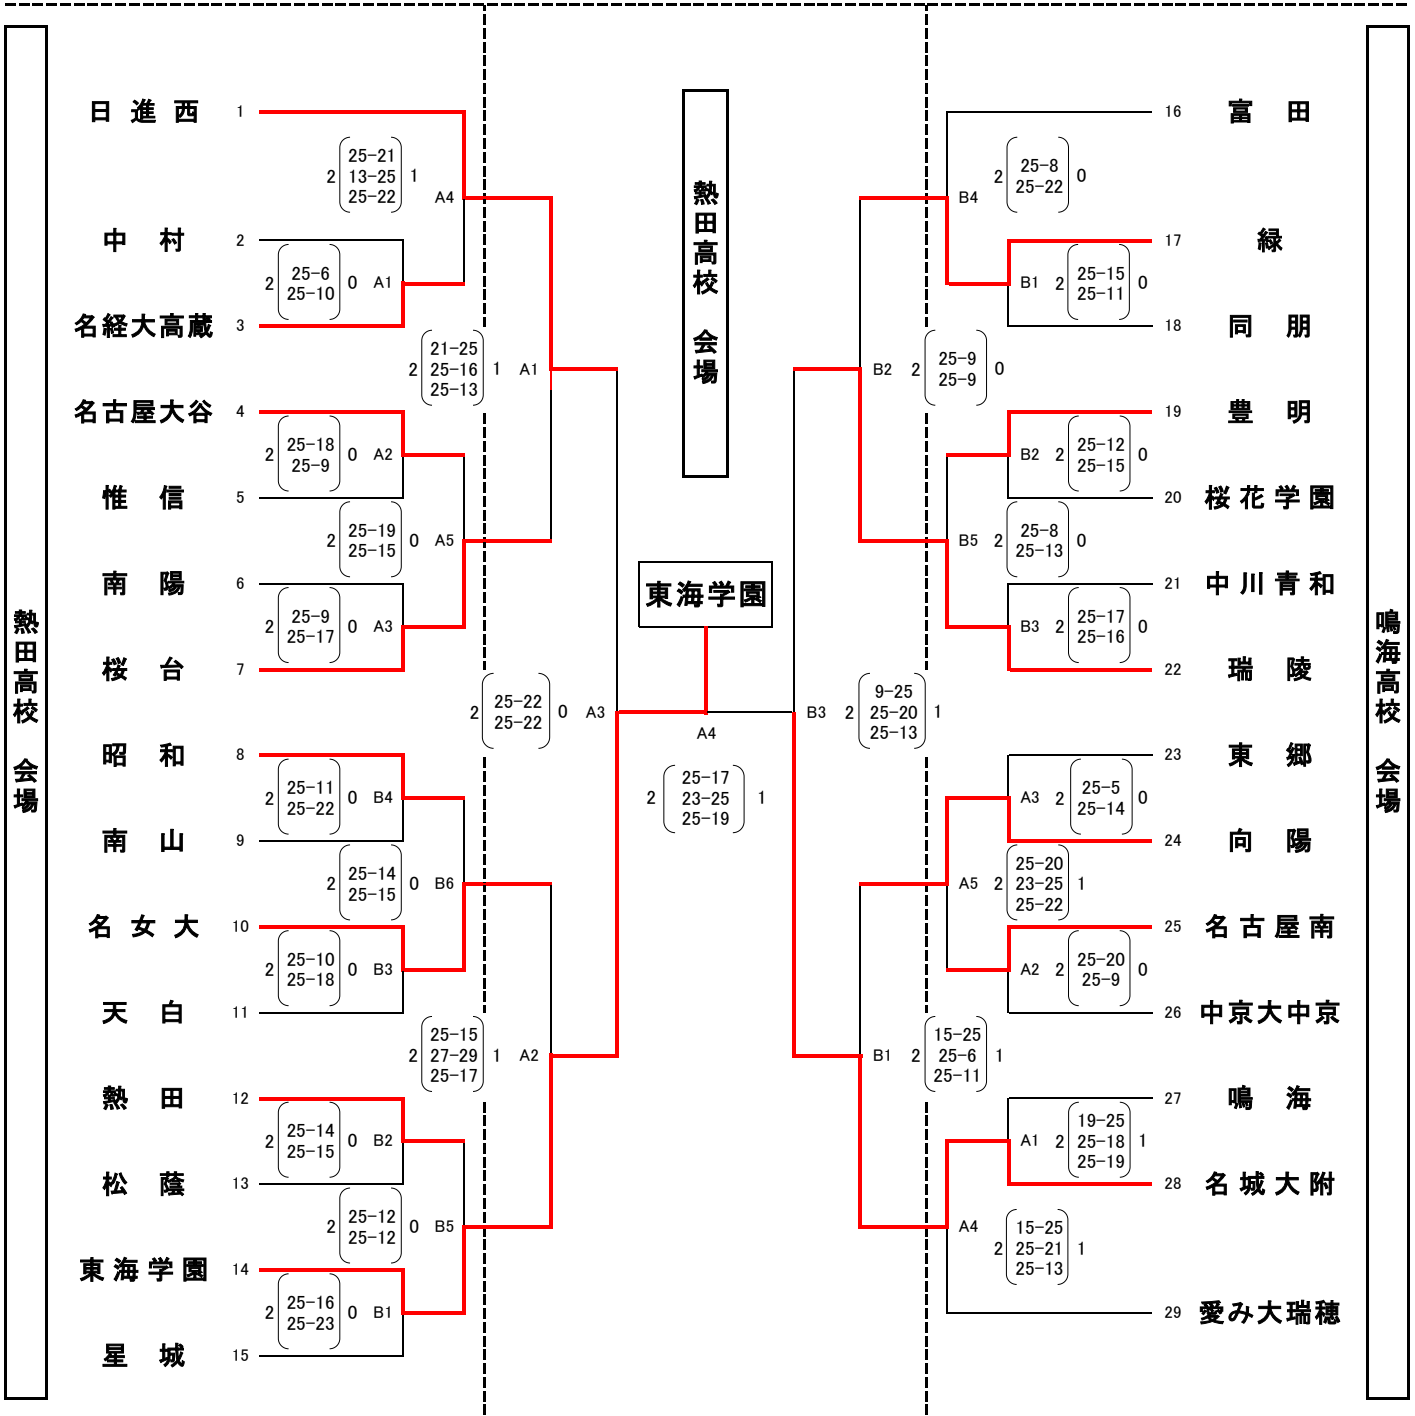 熱田高校 会場
日進西 1
2 25-21 1
13-25
25-22
A4
中村 2
2 25-6 0
25-10
A1
名経大高蔵 3
2 21-25 1
25-16
25-13
A1
名古屋大谷 4
2 25-18 0
25-9
A2
惟信 5
2 25-19 0
25-15
A5
南陽 6
2 25-9 0
25-17
A3
桜台 7
2 25-22 0
25-22
A3
昭和 8
2 25-11 0
25-22
B4
南山 9
2 25-14 0
25-15
B6
名女大 10
2 25-10 0
25-18
B3
天白 11
2 25-15 1
27-29
25-17
A2
熱田 12
2 25-14 0
25-15
B2
松蔭 13
2 25-12 0
25-12
B5
東海学園 14
2 25-16 0
25-23
B1
星城 15
熱田高校 会場
東海学園
A4
2 25-17 1
23-25
25-19
16 富田
B4
2 25-8 0
25-22
17 緑
B1
2 25-15 0
25-11
18 同朋
B2
2 25-9 0
25-9
19 豊明
B2
2 25-12 0
25-15
20 桜花学園
B5
2 25-8 0
25-13
21 中川青和
B3
2 25-17 0
25-16
22 瑞陵
B3
2 9-25 1
25-20
25-13
23 東郷
A3
2 25-5 0
25-14
24 向陽
A5
2 25-20 1
23-25
25-22
25 名古屋南
A2
2 25-20 0
25-9
26 中京大中京
B1
2 15-25 1
25-6
25-11
27 鳴海
A1
2 19-25 1
25-18
25-19
28 名城大附
A4
2 15-25 1
25-21
25-13
29 愛み大瑞穂
鳴海高校 会場